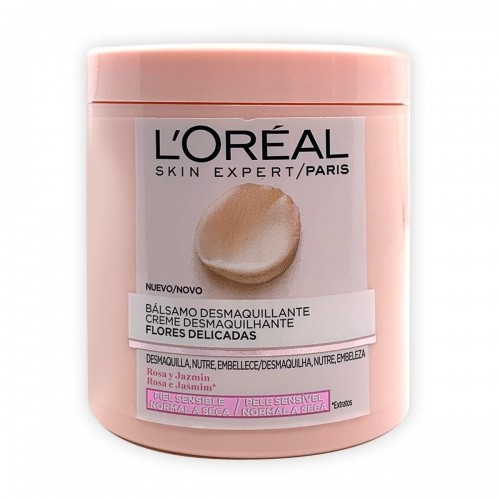 L'ORÉAL
SKIN EXPERT/PARIS
NUEVO/NOVO
BÁLSAMO DESMAQUILLANTE
CREME DESMAQUILHANTE
FLORES DELICADAS
DESMAQUILLA, NUTRE, EMBELLECE/DESMAQUILHA, NUTRE, EMBELEZA
Rosa y Jazmín
Rosa e Jasmim*
PIEL SENSIBLE / PELE SENSÍVEL
NORMAL A SECA / NORMAL A SECA *Extratos